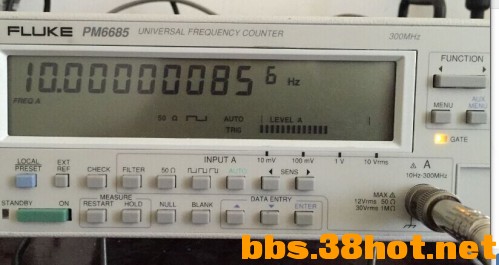 FLUKE PM6685 UNIVERSAL FREQUENCY COUNTER 300MHz
10.0000000085 6 Hz
FREQ A
50 Ω AUTO LEVEL A
TRIG
FUNCTION
MENU AUX MENU
GATE
LOCAL PRESET EXT REF CHECK FILTER 50 Ω AUTO SENS
INPUT A 10 mV 100 mV 1 V 10 Vrms
A
10Hz-300MHz
STANDBY ON
MEASURE
RESTART HOLD NULL BLANK DATA ENTRY ENTER
MAX
12Vrms 50Ω
30Vrms 1MΩ
bbs.38hot.net